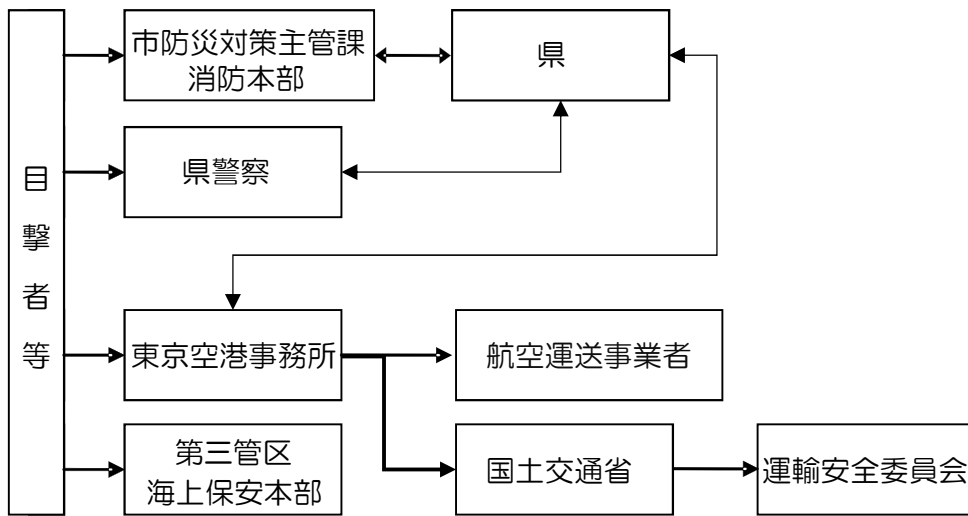 目撃者等
市防災対策主管課
消防本部
県
県警察
東京空港事務所
航空運送事業者
第三管区
海上保安本部
国土交通省
運輸安全委員会